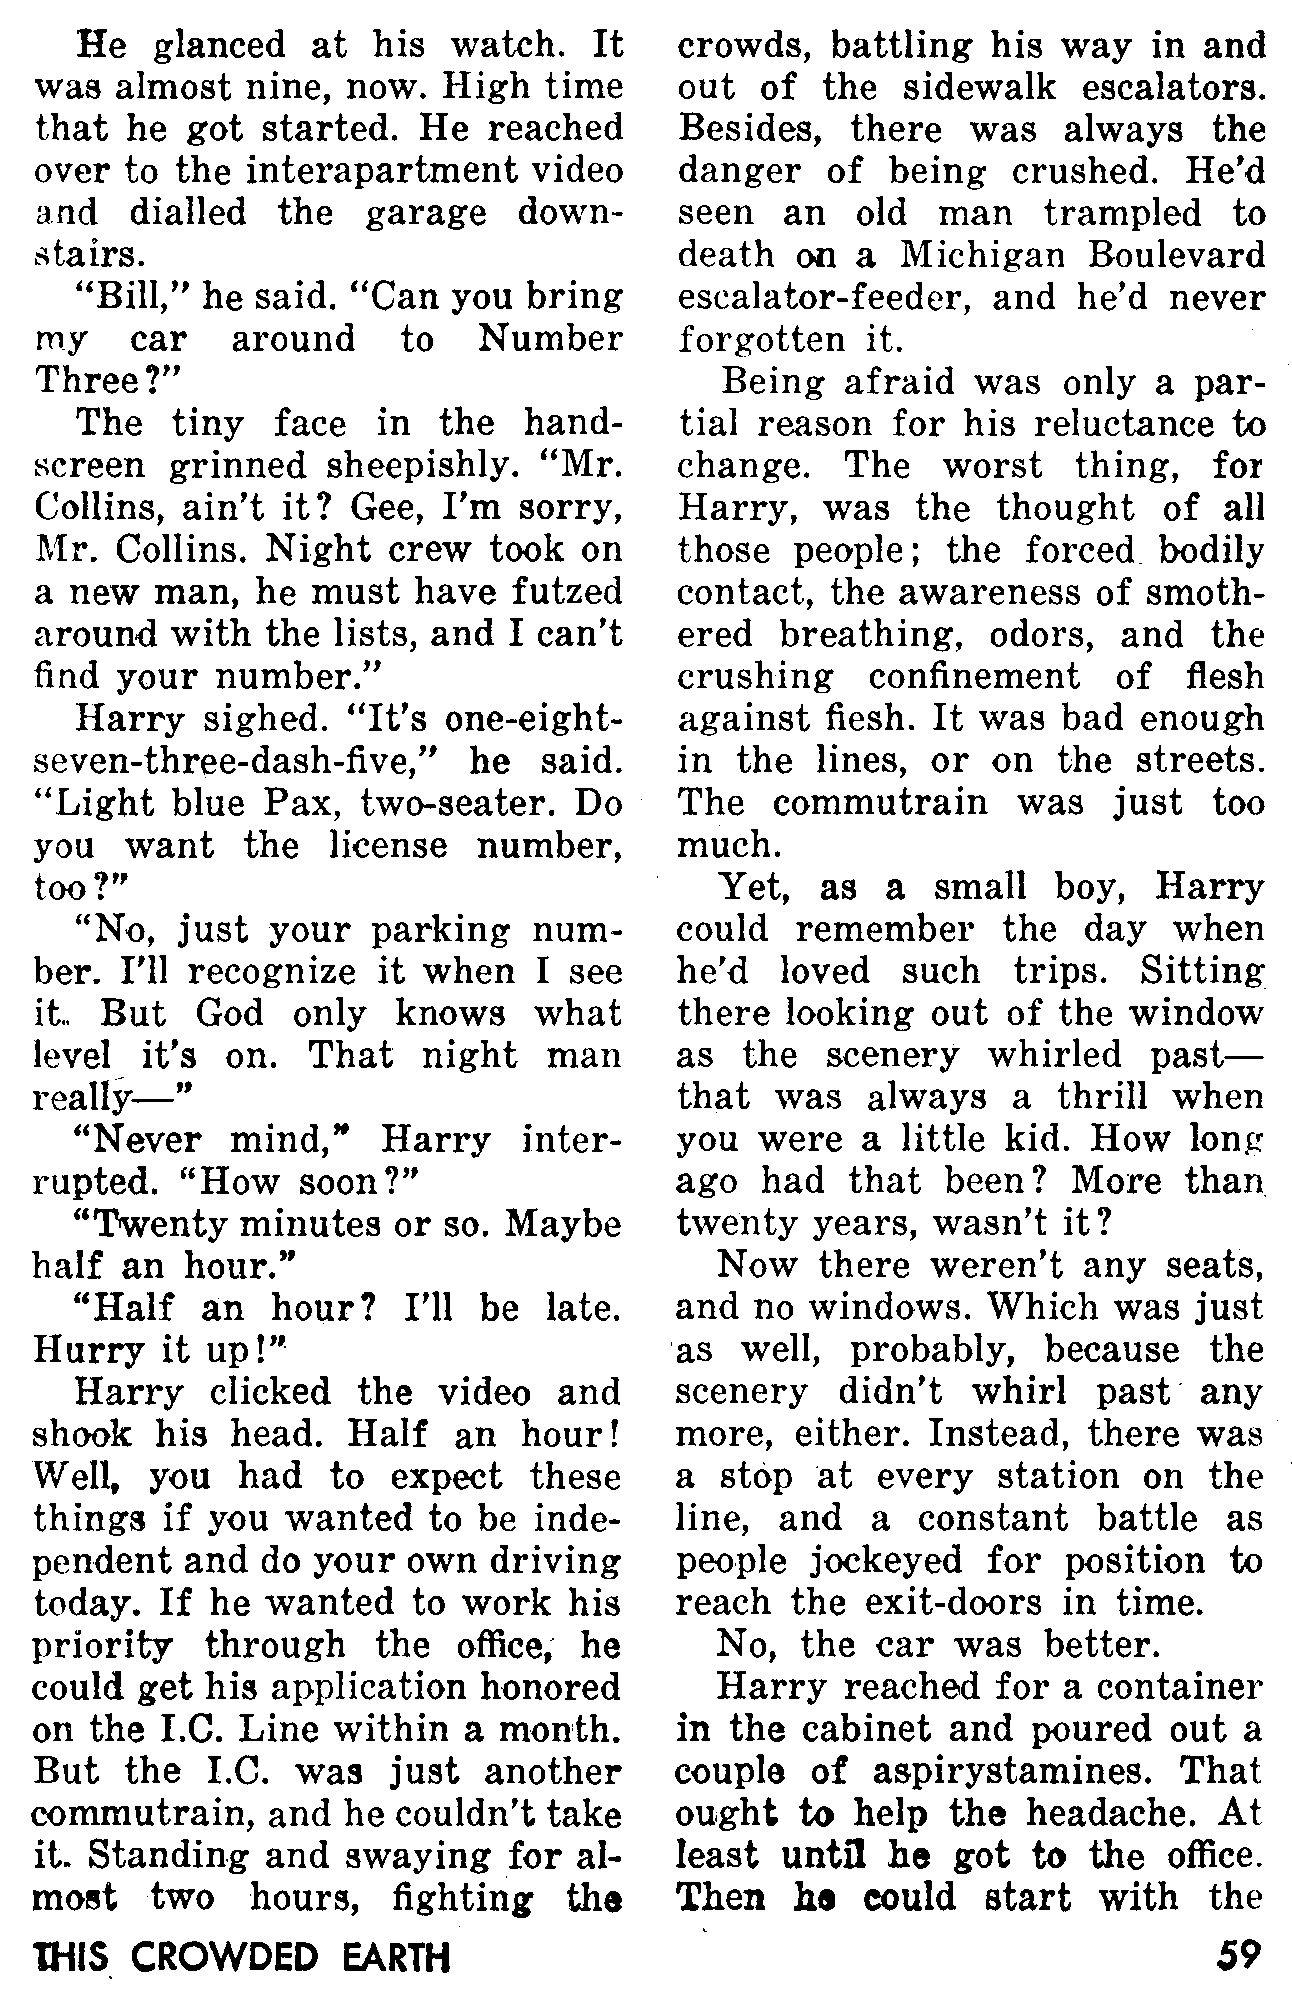 He glanced at his watch. It
was almost nine, now. High time
that he got started. He reached
over to the interapartment video
and dialled the garage down-
stairs.
“Bill,” he said. “Can you bring
my car around to Number
Three?”
The tiny face in the hand-
screen grinned sheepishly. “Mr.
Collins, ain't it? Gee, I'm sorry,
Mr. Collins. Night crew took on
a new man, he must have futzed
around with the lists, and I can't
find your number.”
Harry sighed. “It's one-eight-
seven-three-dash-five,” he said.
“Light blue Pax, two-seater. Do
you want the license number,
too?”
“No, just your parking num-
ber. I'll recognize it when I see
it. But God only knows what
level it's on. That night man
really—”
“Never mind,” Harry inter-
rupted. “How soon?”
“Twenty minutes or so. Maybe
half an hour.”
“Half an hour? I'll be late.
Hurry it up!”
Harry clicked the video and
shook his head. Half an hour!
Well, you had to expect these
things if you wanted to be inde-
pendent and do your own driving
today. If he wanted to work his
priority through the office, he
could get his application honored
on the I.C. Line within a month.
But the I.C. was just another
commutrain, and he couldn't take
it. Standing and swaying for al-
most two hours, fighting the
crowds, battling his way in and
out of the sidewalk escalators.
Besides, there was always the
danger of being crushed. He'd
seen an old man trampled to
death on a Michigan Boulevard
escalator-feeder, and he'd never
forgotten it.
Being afraid was only a par-
tial reason for his reluctance to
change. The worst thing, for
Harry, was the thought of all
those people; the forced bodily
contact, the awareness of smoth-
ered breathing, odors, and the
crushing confinement of flesh
against flesh. It was bad enough
in the lines, or on the streets.
The commutrain was just too
much.
Yet, as a small boy, Harry
could remember the day when
he'd loved such trips. Sitting
there looking out of the window
as the scenery whirled past—
that was always a thrill when
you were a little kid. How long
ago had that been? More than
twenty years, wasn't it?
Now there weren't any seats,
and no windows. Which was just
as well, probably, because the
scenery didn't whirl past any
more, either. Instead, there was
a stop at every station on the
line, and a constant battle as
people jockeyed for position to
reach the exit-doors in time.
No, the car was better.
Harry reached for a container
in the cabinet and poured out a
couple of aspirystamines. That
ought to help the headache. At
least until he got to the office.
Then he could start with the
THIS CROWDED EARTH
59